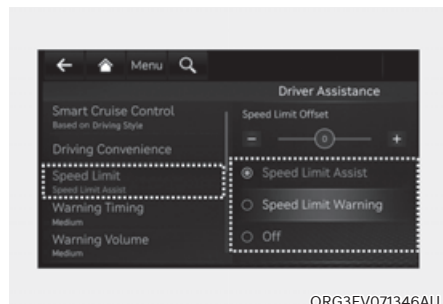 Menu
Driver Assistance
Smart Cruise Control
Based on Driving Style
Driving Convenience
Speed Limit
Speed Limit Assist
Warning Timing
Medium
Warning Volume
Medium
Speed Limit Offset
− 0 +
Speed Limit Assist
Speed Limit Warning
Off
ORG3EV071346AU